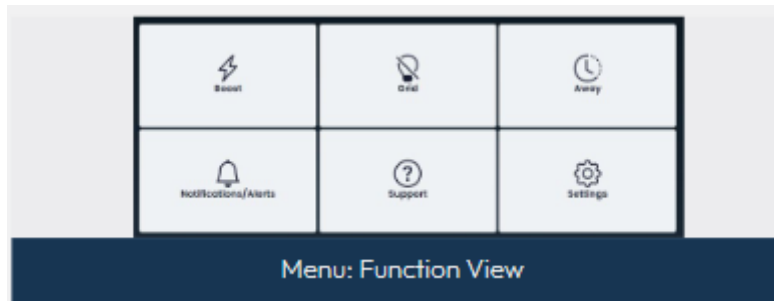 Boost
Grid
Away
Notifications/Alerts
Support
Settings
Menu: Function View